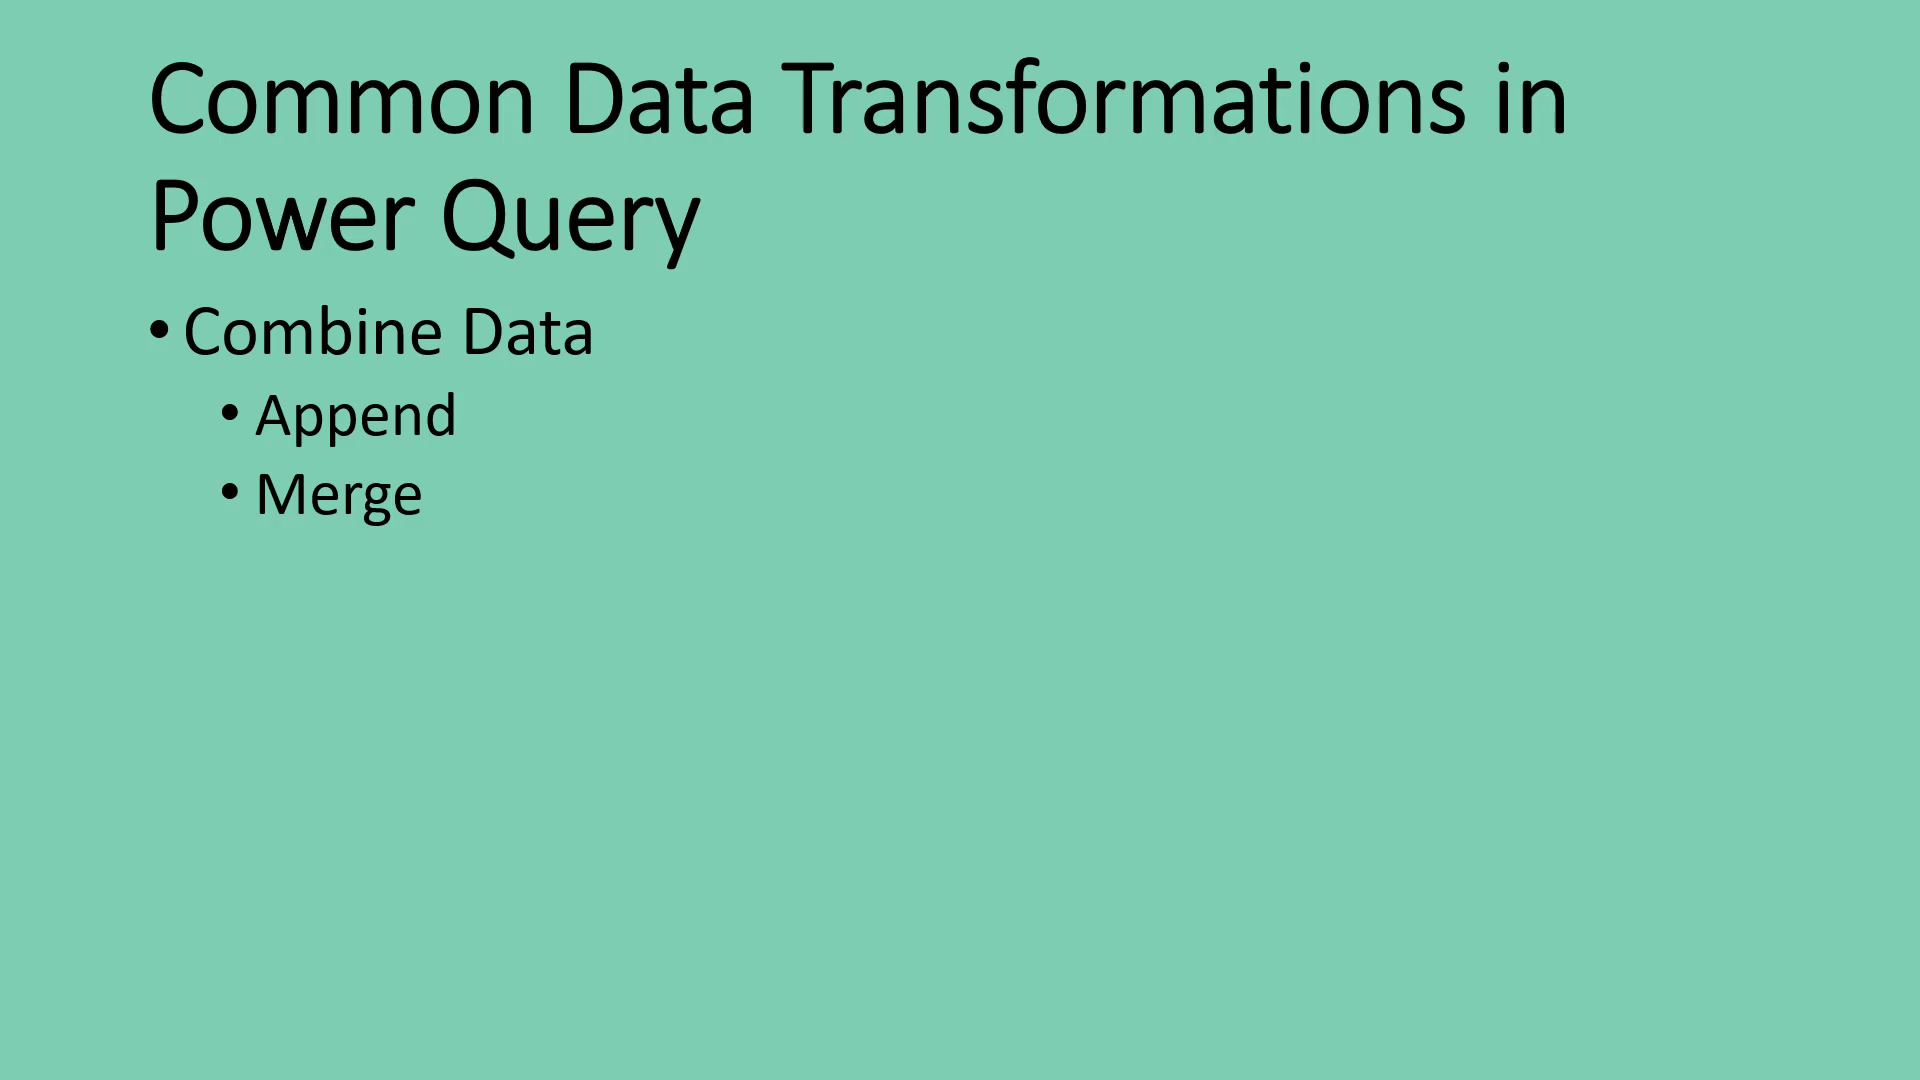 Common Data Transformations in
Power Query
• Combine Data
• Append
• Merge